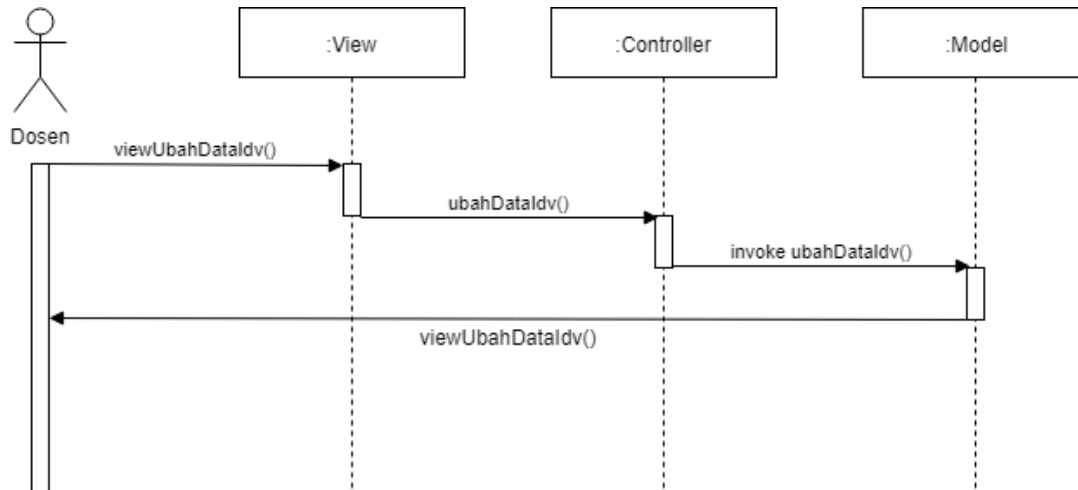 :View
:Controller
:Model
Dosen
viewUbahDataIdv()
ubahDataIdv()
invoke ubahDataIdv()
viewUbahDataIdv()